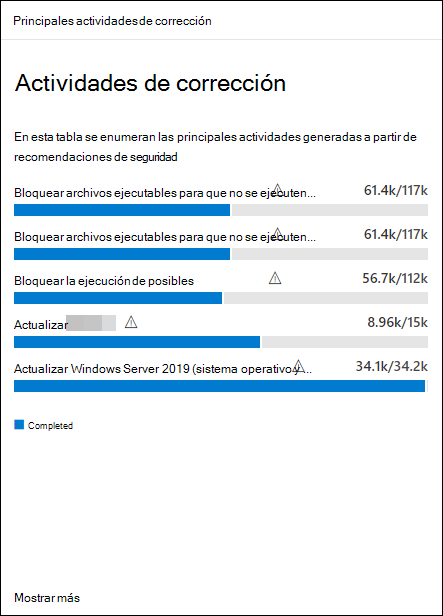 Principales actividades de corrección
Actividades de corrección
En esta tabla se enumeran las principales actividades generadas a partir de
recomendaciones de seguridad
Bloquear archivos ejecutables para que no se ejecuten... 61.4k/117k
Bloquear archivos ejecutables para que no se ejecuten... 61.4k/117k
Bloquear la ejecución de posibles 56.7k/112k
Actualizar 8.96k/15k
Actualizar Windows Server 2019 (sistema operativo y... 34.1k/34.2k
Completed
Mostrar más